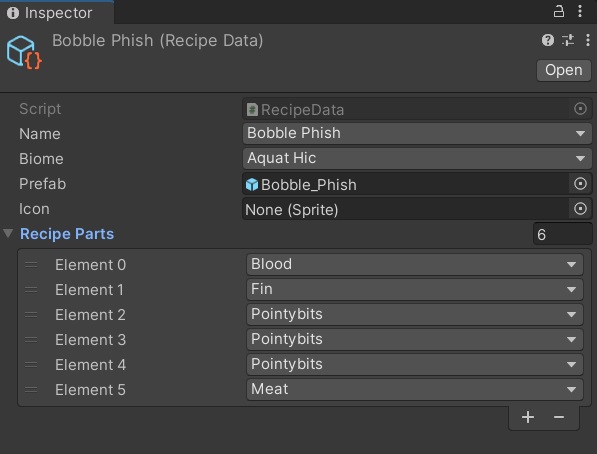 Inspector
Bobble Phish (Recipe Data)
Open
Script RecipeData
Name Bobble Phish
Biome Aquat Hic
Prefab Bobble_Phish
Icon None (Sprite)
Recipe Parts 6
Element 0 Blood
Element 1 Fin
Element 2 Pointybits
Element 3 Pointybits
Element 4 Pointybits
Element 5 Meat